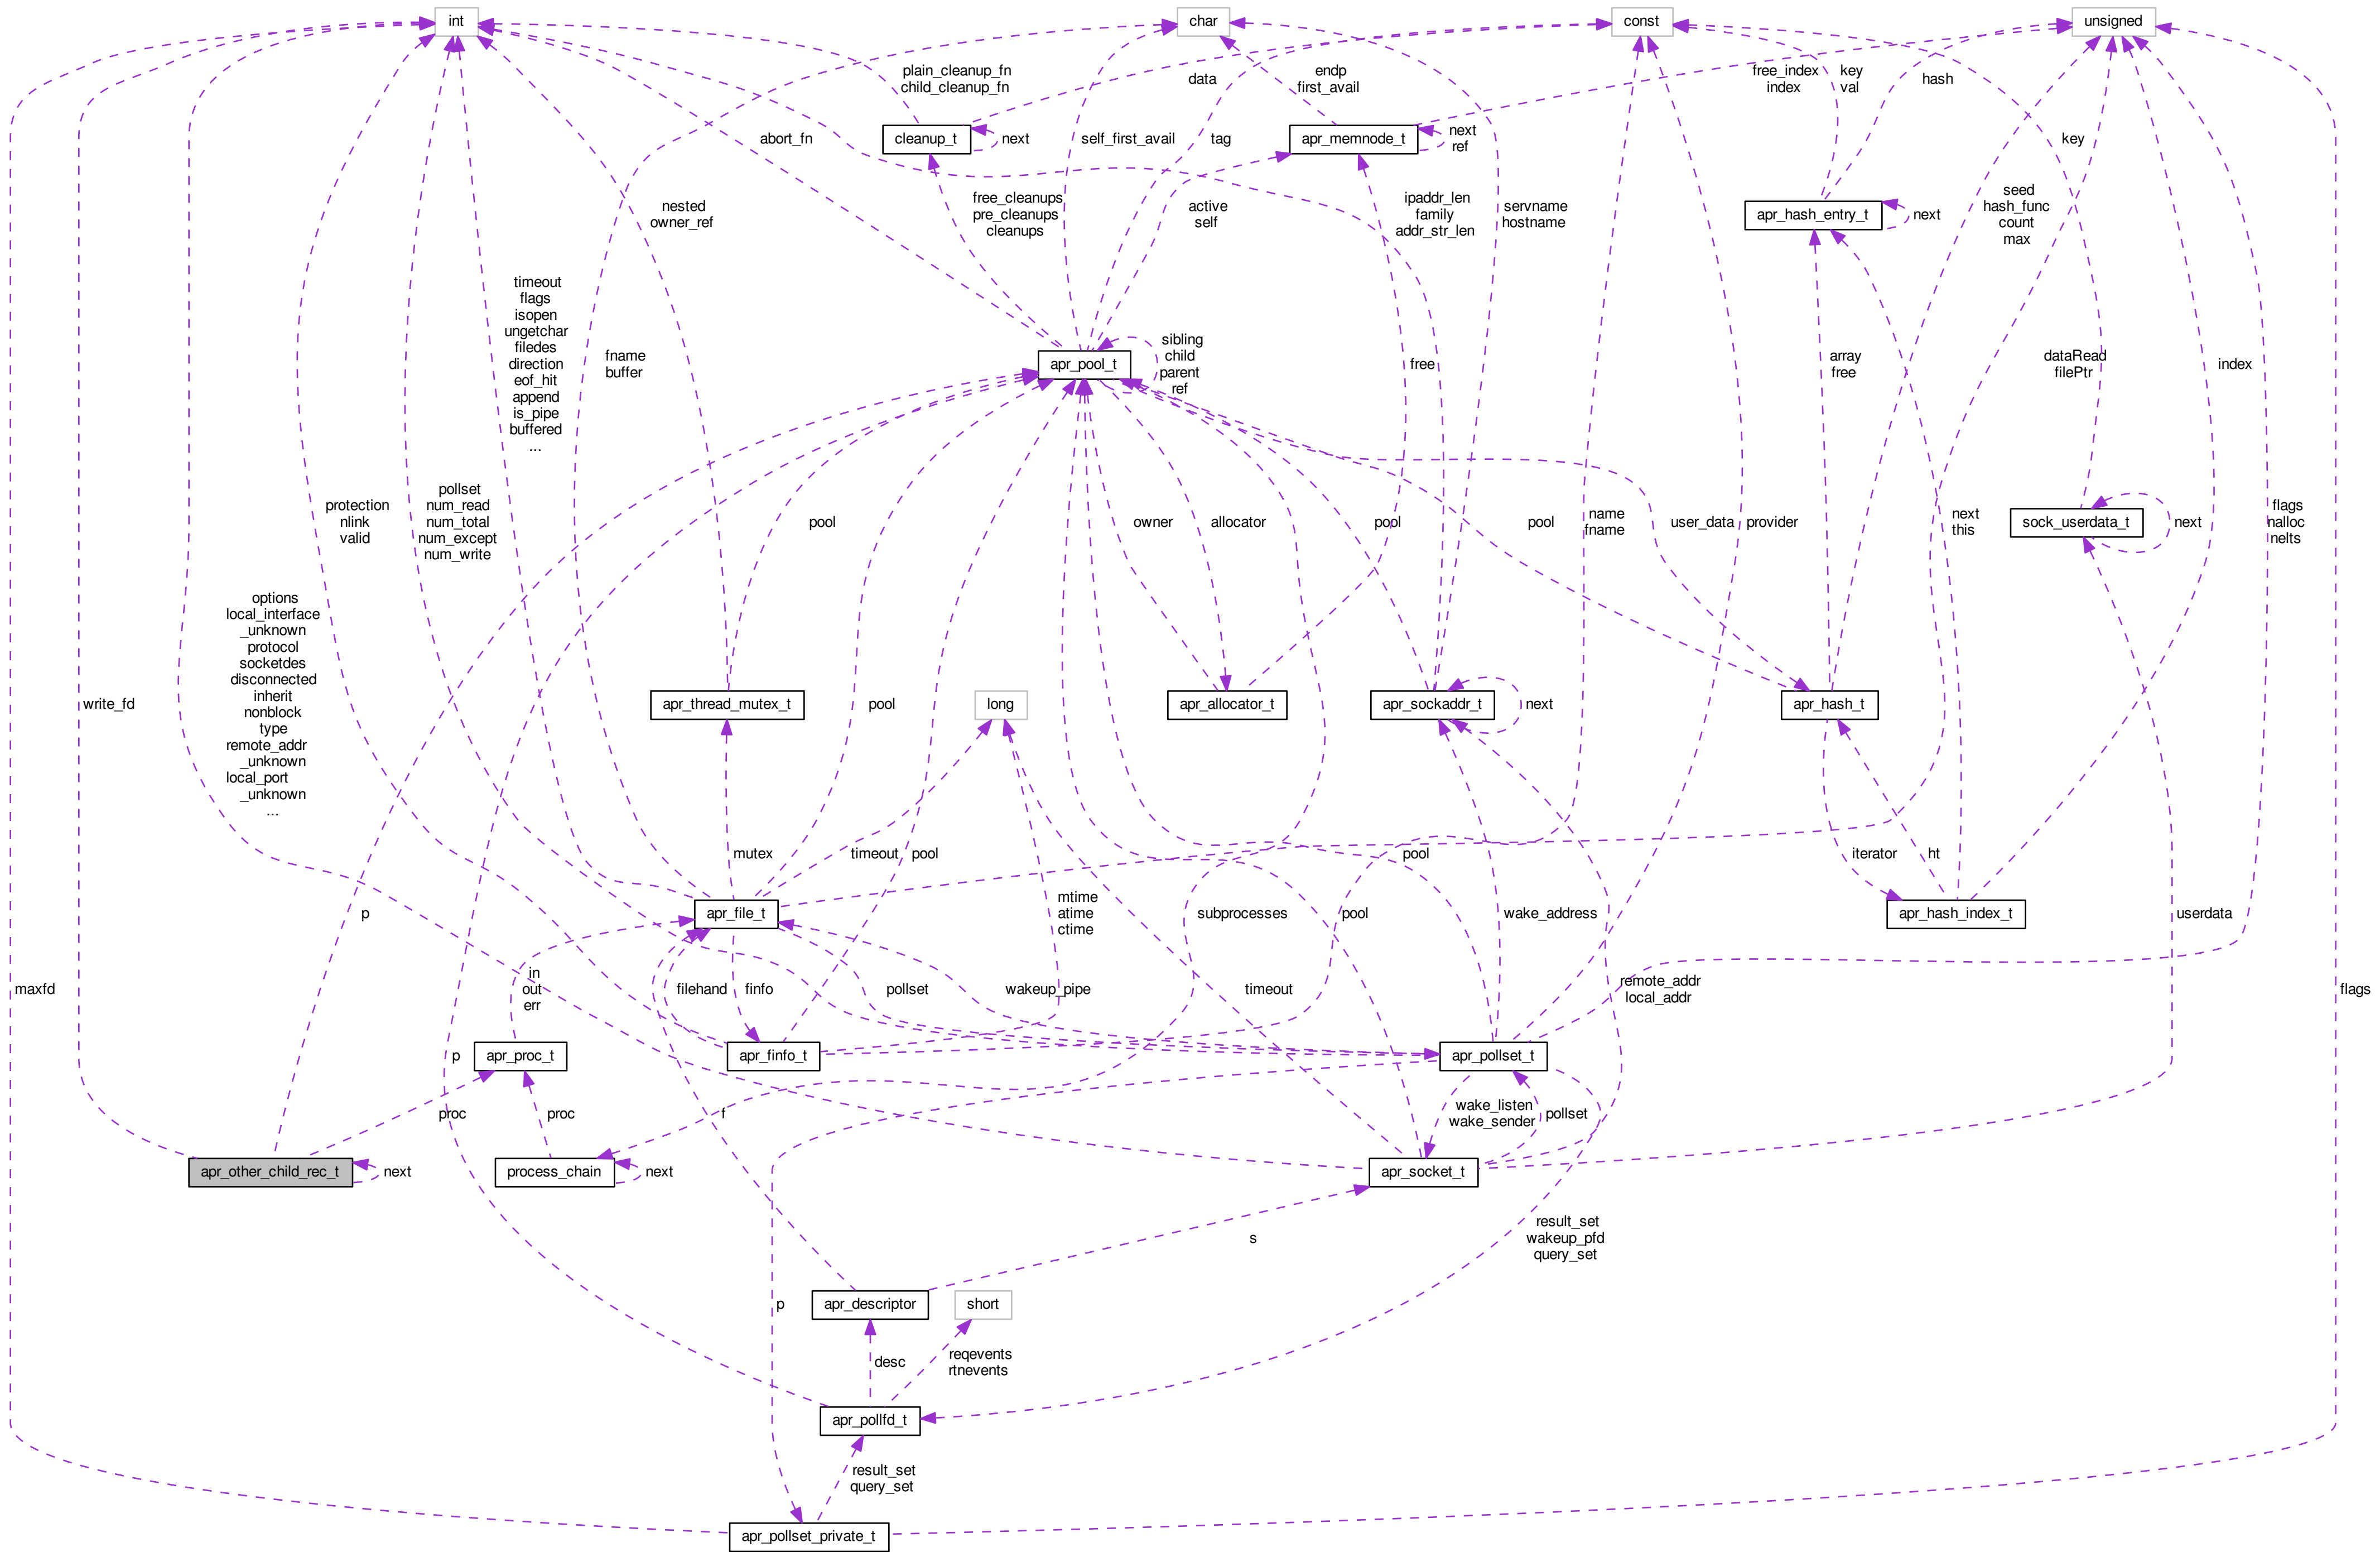 int
char
const
unsigned
plain_cleanup_fn
child_cleanup_fn
data
endp
first_avail
free_index
index
key
val
hash
cleanup_t
next
abort_fn
self_first_avail
tag
apr_memnode_t
next
ref
key
nested
owner_ref
free_cleanups
pre_cleanups
cleanups
active
self
ipaddr_len
family
addr_str_len
servname
hostname
apr_hash_entry_t
next
seed
hash_func
count
max
timeout
flags
isopen
ungetchar
filedes
direction
eof_hit
append
is_pipe
buffered
...
fname
buffer
apr_pool_t
sibling
child
parent
ref
free
array
free
dataRead
filePtr
index
protection
nlink
valid
pollset
num_read
num_total
num_except
num_write
pool
owner
allocator
pool
pool
name
fname
user_data
provider
next
this
sock_userdata_t
next
flags
nalloc
nelts
options
local_interface
_unknown
protocol
socketdes
disconnected
inherit
nonblock
type
remote_addr
_unknown
local_port
_unknown
...
write_fd
apr_thread_mutex_t
pool
long
apr_allocator_t
apr_sockaddr_t
next
apr_hash_t
mutex
timeout
pool
pool
iterator
ht
p
apr_file_t
mtime
atime
ctime
subprocesses
pool
wake_address
apr_hash_index_t
userdata
maxfd
in
out
err
filehand
finfo
pollset
wakeup_pipe
timeout
remote_addr
local_addr
flags
p
apr_proc_t
apr_finfo_t
apr_pollset_t
proc
proc
f
wake_listen
wake_sender
pollset
apr_other_child_rec_t
next
process_chain
next
apr_socket_t
s
result_set
wakeup_pfd
query_set
p
apr_descriptor
short
desc
reqevents
rtnevents
apr_pollfd_t
result_set
query_set
apr_pollset_private_t